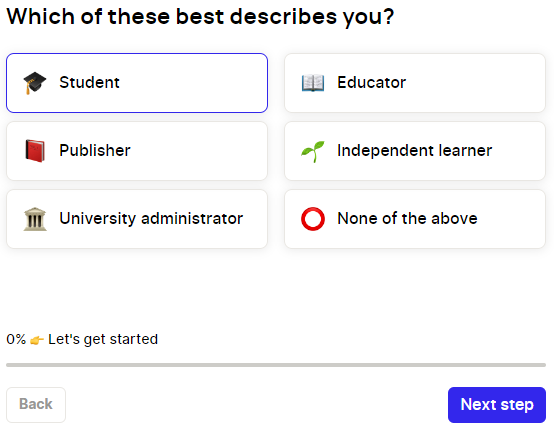 Which of these best describes you?
Student
Educator
Publisher
Independent learner
University administrator
None of the above
0% 👉 Let's get started
Back
Next step